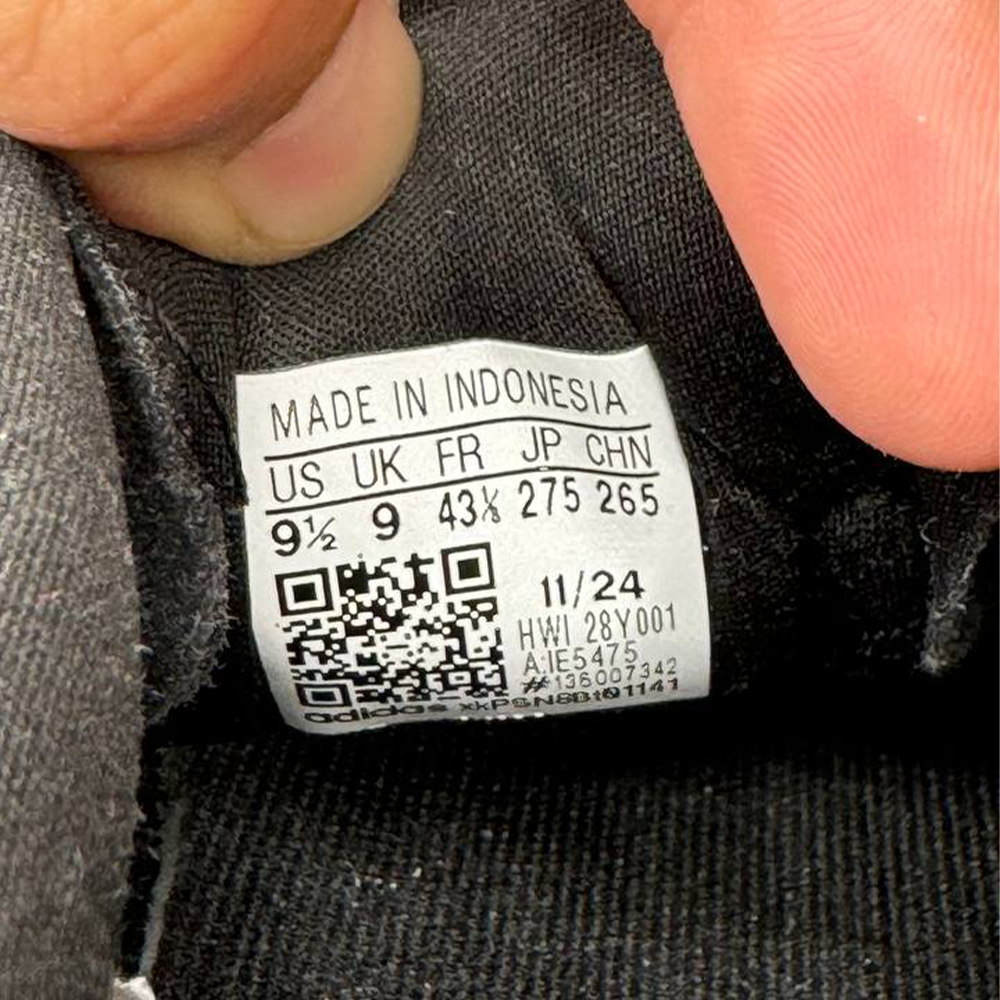 MADE IN INDONESIA
US UK FR JP CHN
9½ 9 43⅓ 275 265
11/24
HWI 28Y001
A:IE5475
#136007342
adidas